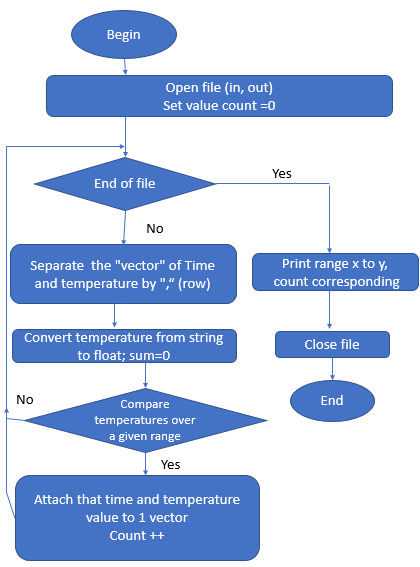 Begin
Open file (in, out)
Set value count =0
End of file
Yes
No
Separate the "vector" of Time
and temperature by ",“ (row)
Print range x to y,
count corresponding
Convert temperature from string
to float; sum=0
Close file
No
Compare
temperatures over
a given range
End
Yes
Attach that time and temperature
value to 1 vector
Count ++